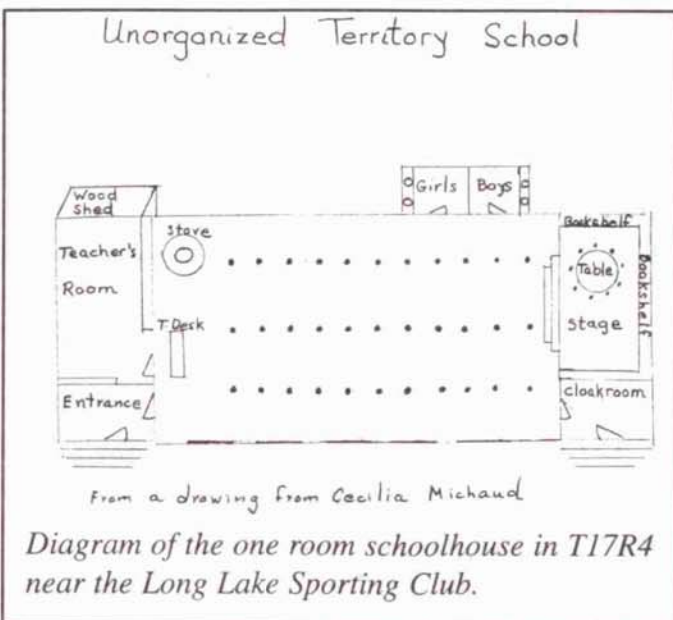 Unorganized Territory School
Wood
Shed
Girls
Boys
Bookshelf
Stove
Teacher's
Room
Table
Bookshelf
T. Desk
Stage
Entrance
Cloakroom
From a drawing from Cecilia Michaud
Diagram of the one room schoolhouse in T17R4
near the Long Lake Sporting Club.